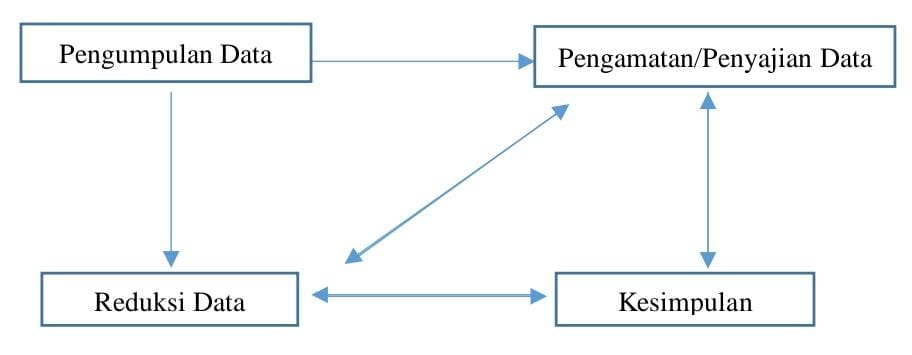 Pengumpulan Data
Pengamatan/Penyajian Data
Reduksi Data
Kesimpulan